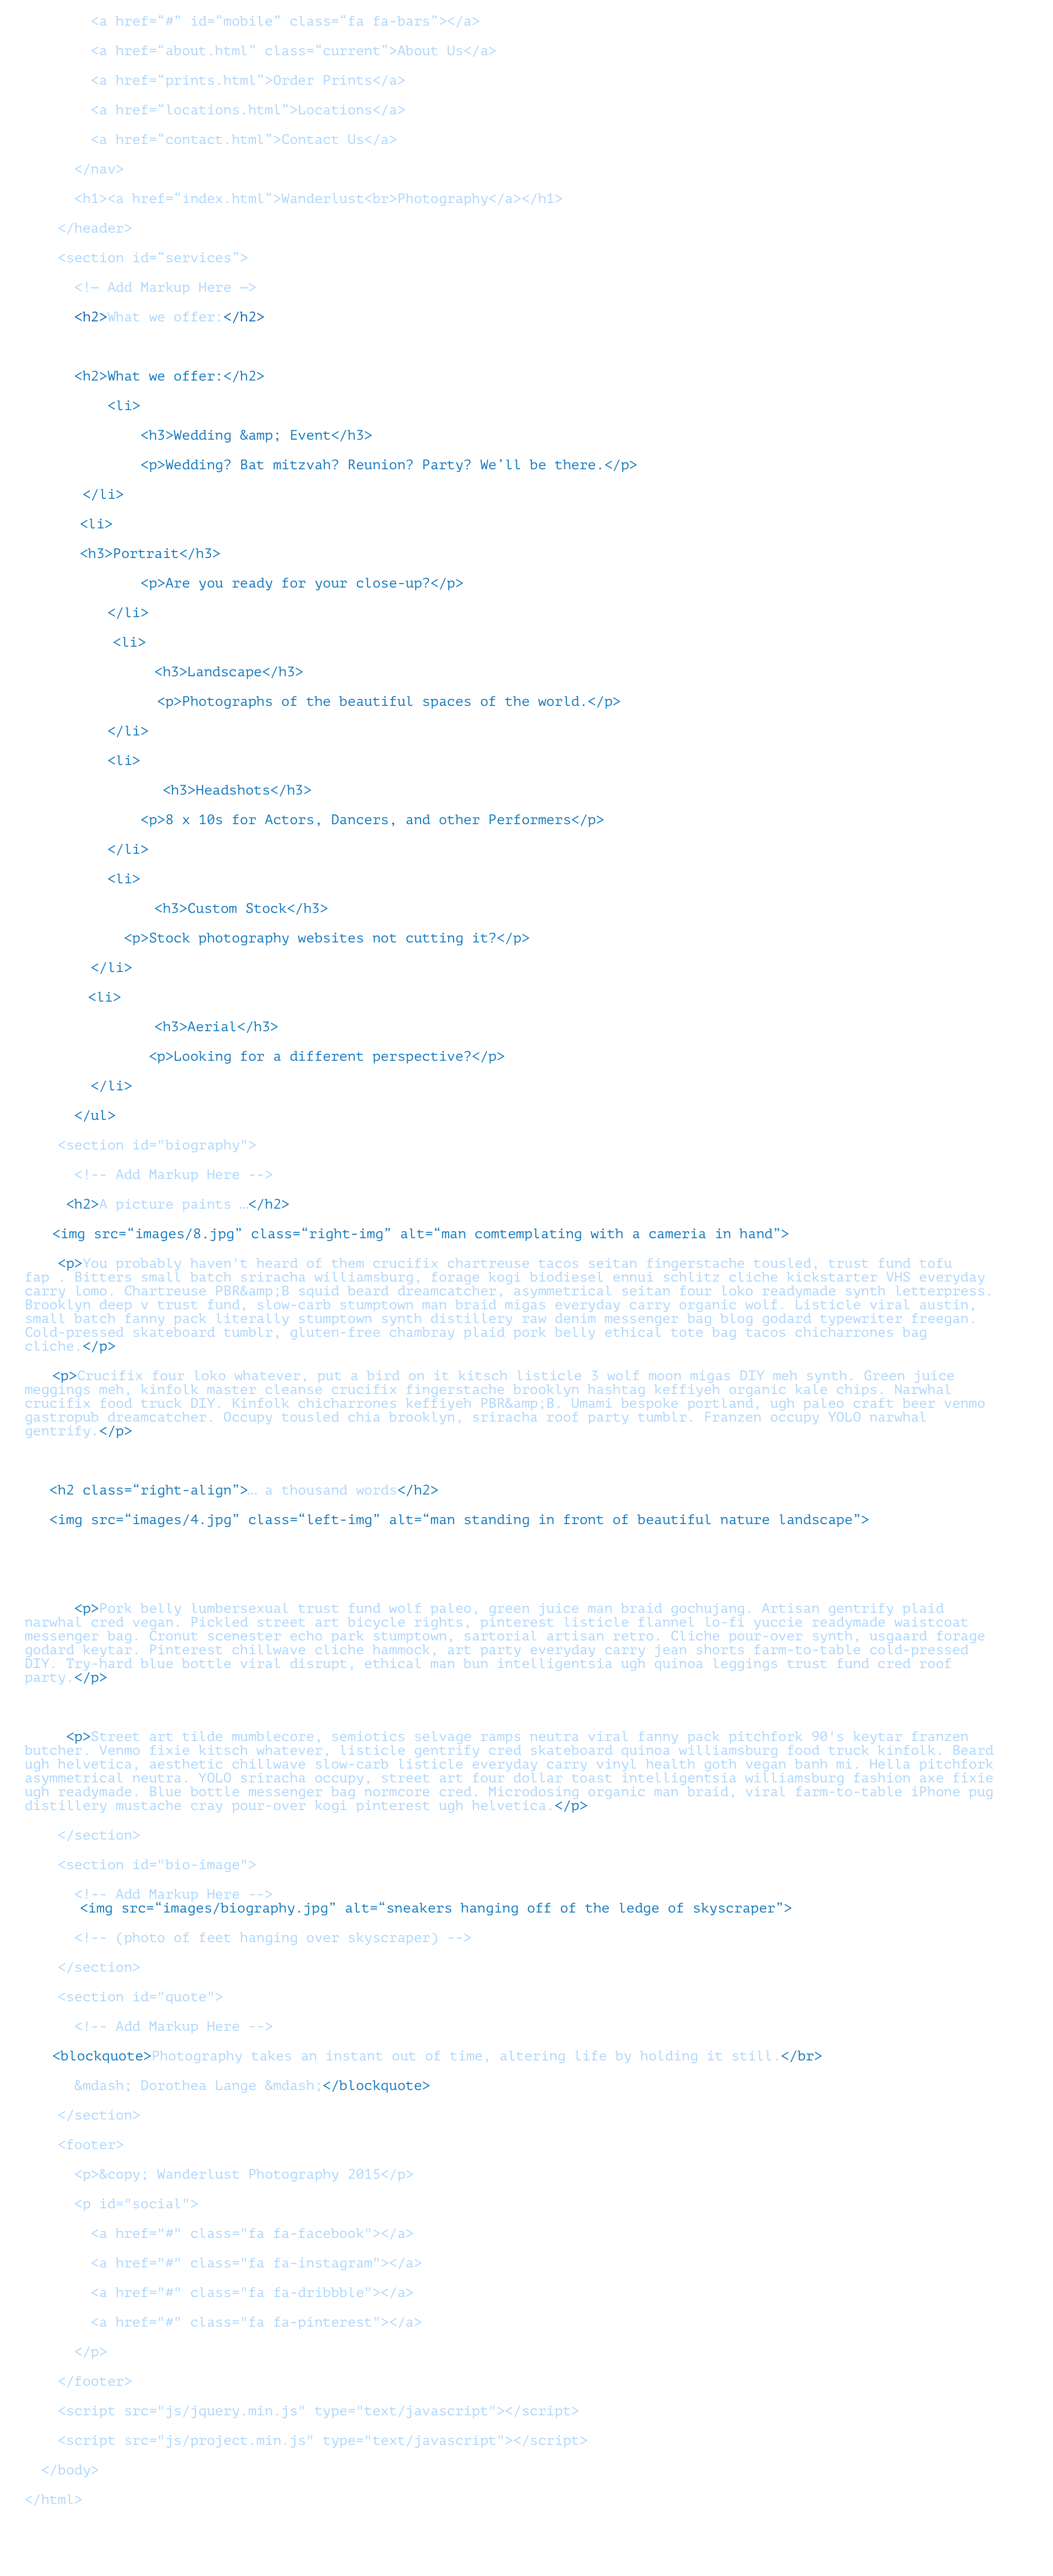 <a href=“#” id=“mobile” class=“fa fa-bars”></a>
<a href=“about.html” class=“current”>About Us</a>
<a href=“prints.html”>Order Prints</a>
<a href=“locations.html”>Locations</a>
<a href=“contact.html”>Contact Us</a>
</nav>
<h1><a href=“index.html”>Wanderlust<br>Photography</a></h1>
</header>
<section id=“services”>
<!— Add Markup Here —>
<h2>What we offer:</h2>
<h2>What we offer:</h2>
<li>
<h3>Wedding &amp; Event</h3>
<p>Wedding? Bat mitzvah? Reunion? Party? We’ll be there.</p>
</li>
<li>
<h3>Portrait</h3>
<p>Are you ready for your close-up?</p>
</li>
<li>
<h3>Landscape</h3>
<p>Photographs of the beautiful spaces of the world.</p>
</li>
<li>
<h3>Headshots</h3>
<p>8 x 10s for Actors, Dancers, and other Performers</p>
</li>
<li>
<h3>Custom Stock</h3>
<p>Stock photography websites not cutting it?</p>
</li>
<li>
<h3>Aerial</h3>
<p>Looking for a different perspective?</p>
</li>
</ul>
<section id="biography">
<!-- Add Markup Here -->
<h2>A picture paints …</h2>
<img src=“images/8.jpg” class=“right-img” alt=“man comtemplating with a cameria in hand”>
<p>You probably haven't heard of them crucifix chartreuse tacos seitan fingerstache tousled, trust fund tofu
fap . Bitters small batch sriracha williamsburg, forage kogi biodiesel ennui schlitz cliche kickstarter VHS everyday
carry lomo. Chartreuse PBR&amp;B squid beard dreamcatcher, asymmetrical seitan four loko readymade synth letterpress.
Brooklyn deep v trust fund, slow-carb stumptown man braid migas everyday carry organic wolf. Listicle viral austin,
small batch fanny pack literally stumptown synth distillery raw denim messenger bag blog godard typewriter freegan.
Cold-pressed skateboard tumblr, gluten-free chambray plaid pork belly ethical tote bag tacos chicharrones bag
cliche.</p>
<p>Crucifix four loko whatever, put a bird on it kitsch listicle 3 wolf moon migas DIY meh synth. Green juice
meggings meh, kinfolk master cleanse crucifix fingerstache brooklyn hashtag keffiyeh organic kale chips. Narwhal
crucifix food truck DIY. Kinfolk chicharrones keffiyeh PBR&amp;B. Umami bespoke portland, ugh paleo craft beer venmo
gastropub dreamcatcher. Occupy tousled chia brooklyn, sriracha roof party tumblr. Franzen occupy YOLO narwhal
gentrify.</p>
<h2 class=“right-align”>… a thousand words</h2>
<img src=“images/4.jpg” class=“left-img” alt=“man standing in front of beautiful nature landscape”>
<p>Pork belly lumbersexual trust fund wolf paleo, green juice man braid gochujang. Artisan gentrify plaid
narwhal cred vegan. Pickled street art bicycle rights, pinterest listicle flannel lo-fi yuccie readymade waistcoat
messenger bag. Cronut scenester echo park stumptown, sartorial artisan retro. Cliche pour-over synth, usgaard forage
godard keytar. Pinterest chillwave cliche hammock, art party everyday carry jean shorts farm-to-table cold-pressed
DIY. Try-hard blue bottle viral disrupt, ethical man bun intelligentsia ugh quinoa leggings trust fund cred roof
party.</p>
<p>Street art tilde mumblecore, semiotics selvage ramps neutra viral fanny pack pitchfork 90's keytar franzen
butcher. Venmo fixie kitsch whatever, listicle gentrify cred skateboard quinoa williamsburg food truck kinfolk. Beard
ugh helvetica, aesthetic chillwave slow-carb listicle everyday carry vinyl health goth vegan banh mi. Hella pitchfork
asymmetrical neutra. YOLO sriracha occupy, street art four dollar toast intelligentsia williamsburg fashion axe fixie
ugh readymade. Blue bottle messenger bag normcore cred. Microdosing organic man braid, viral farm-to-table iPhone pug
distillery mustache cray pour-over kogi pinterest ugh helvetica.</p>
</section>
<section id="bio-image">
<!-- Add Markup Here -->
<img src=“images/biography.jpg” alt=“sneakers hanging off of the ledge of skyscraper”>
<!-- (photo of feet hanging over skyscraper) -->
</section>
<section id="quote">
<!-- Add Markup Here -->
<blockquote>Photography takes an instant out of time, altering life by holding it still.</br>
&mdash; Dorothea Lange &mdash;</blockquote>
</section>
<footer>
<p>&copy; Wanderlust Photography 2015</p>
<p id="social">
<a href="#" class="fa fa-facebook"></a>
<a href="#" class="fa fa-instagram"></a>
<a href="#" class="fa fa-dribbble"></a>
<a href="#" class="fa fa-pinterest"></a>
</p>
</footer>
<script src="js/jquery.min.js" type="text/javascript"></script>
<script src="js/project.min.js" type="text/javascript"></script>
</body>
</html>